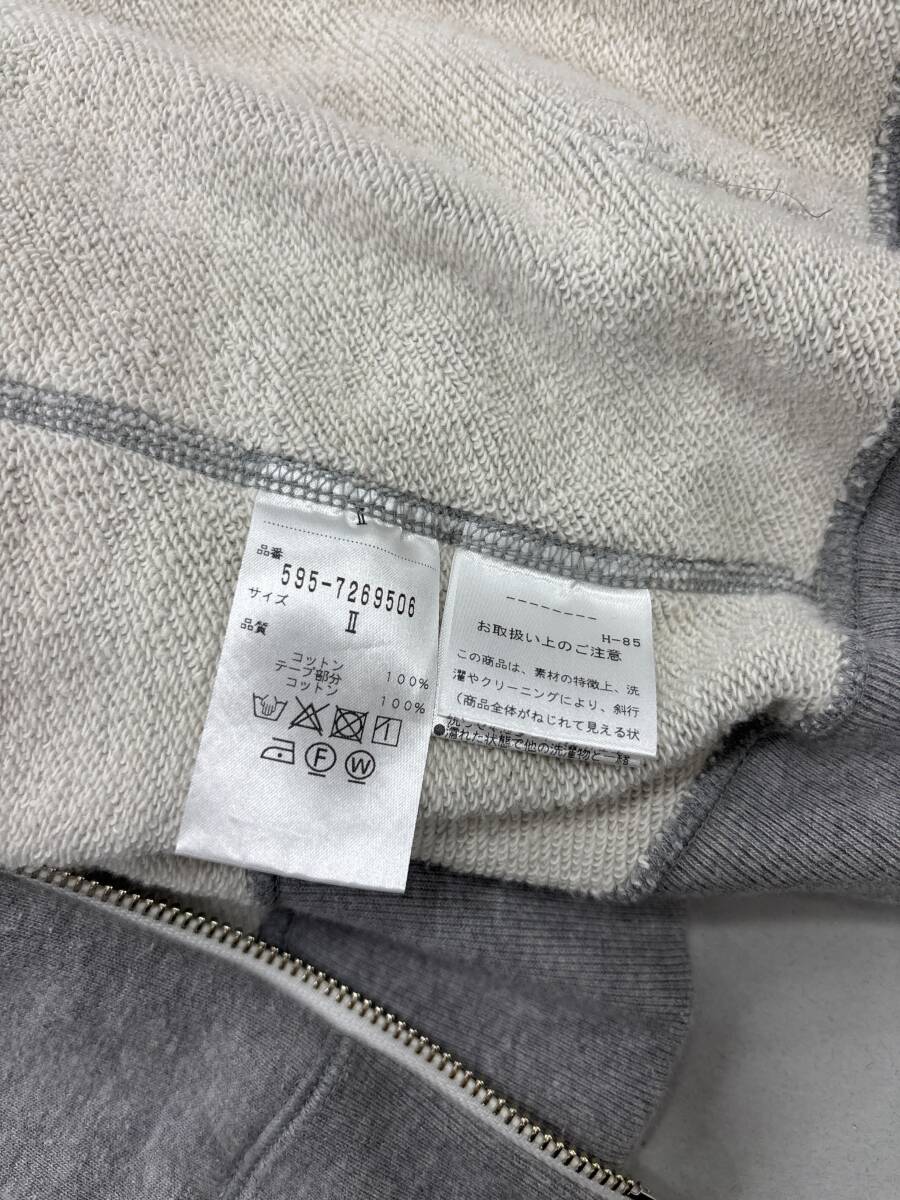 II
品番
595-7269506
サイズ
II
品質
コットン 100%
テープ部分
コットン 100%
F
W
--------
H-85
お取扱い上のご注意
この商品は、素材の特徴上、洗
濯やクリーニングにより、斜行
(商品全体がねじれて見える状
●濡れた状態で他の洗濯物と一緒